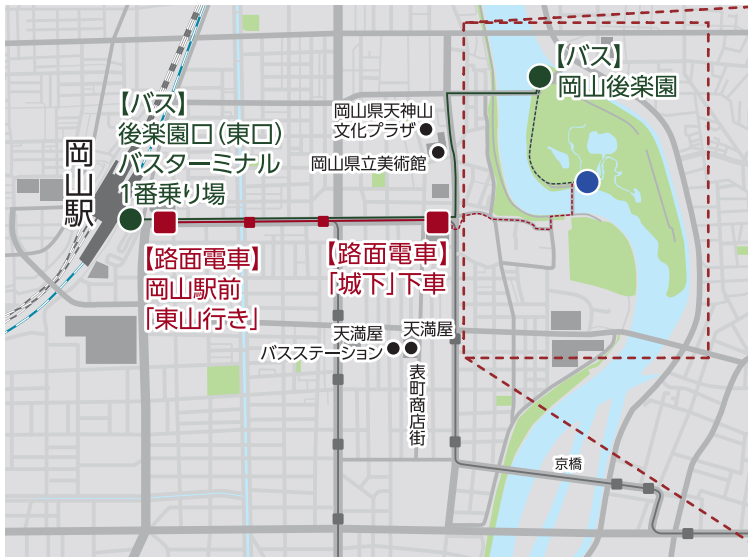 【バス】
岡山後楽園
【バス】
後楽園口(東口)
バスターミナル
1番乗り場
岡山駅
岡山県天神山
文化プラザ
岡山県立美術館
【路面電車】
岡山駅前
「東山行き」
【路面電車】
「城下」下車
天満屋
バスステーション
天満屋
表町商店街
京橋